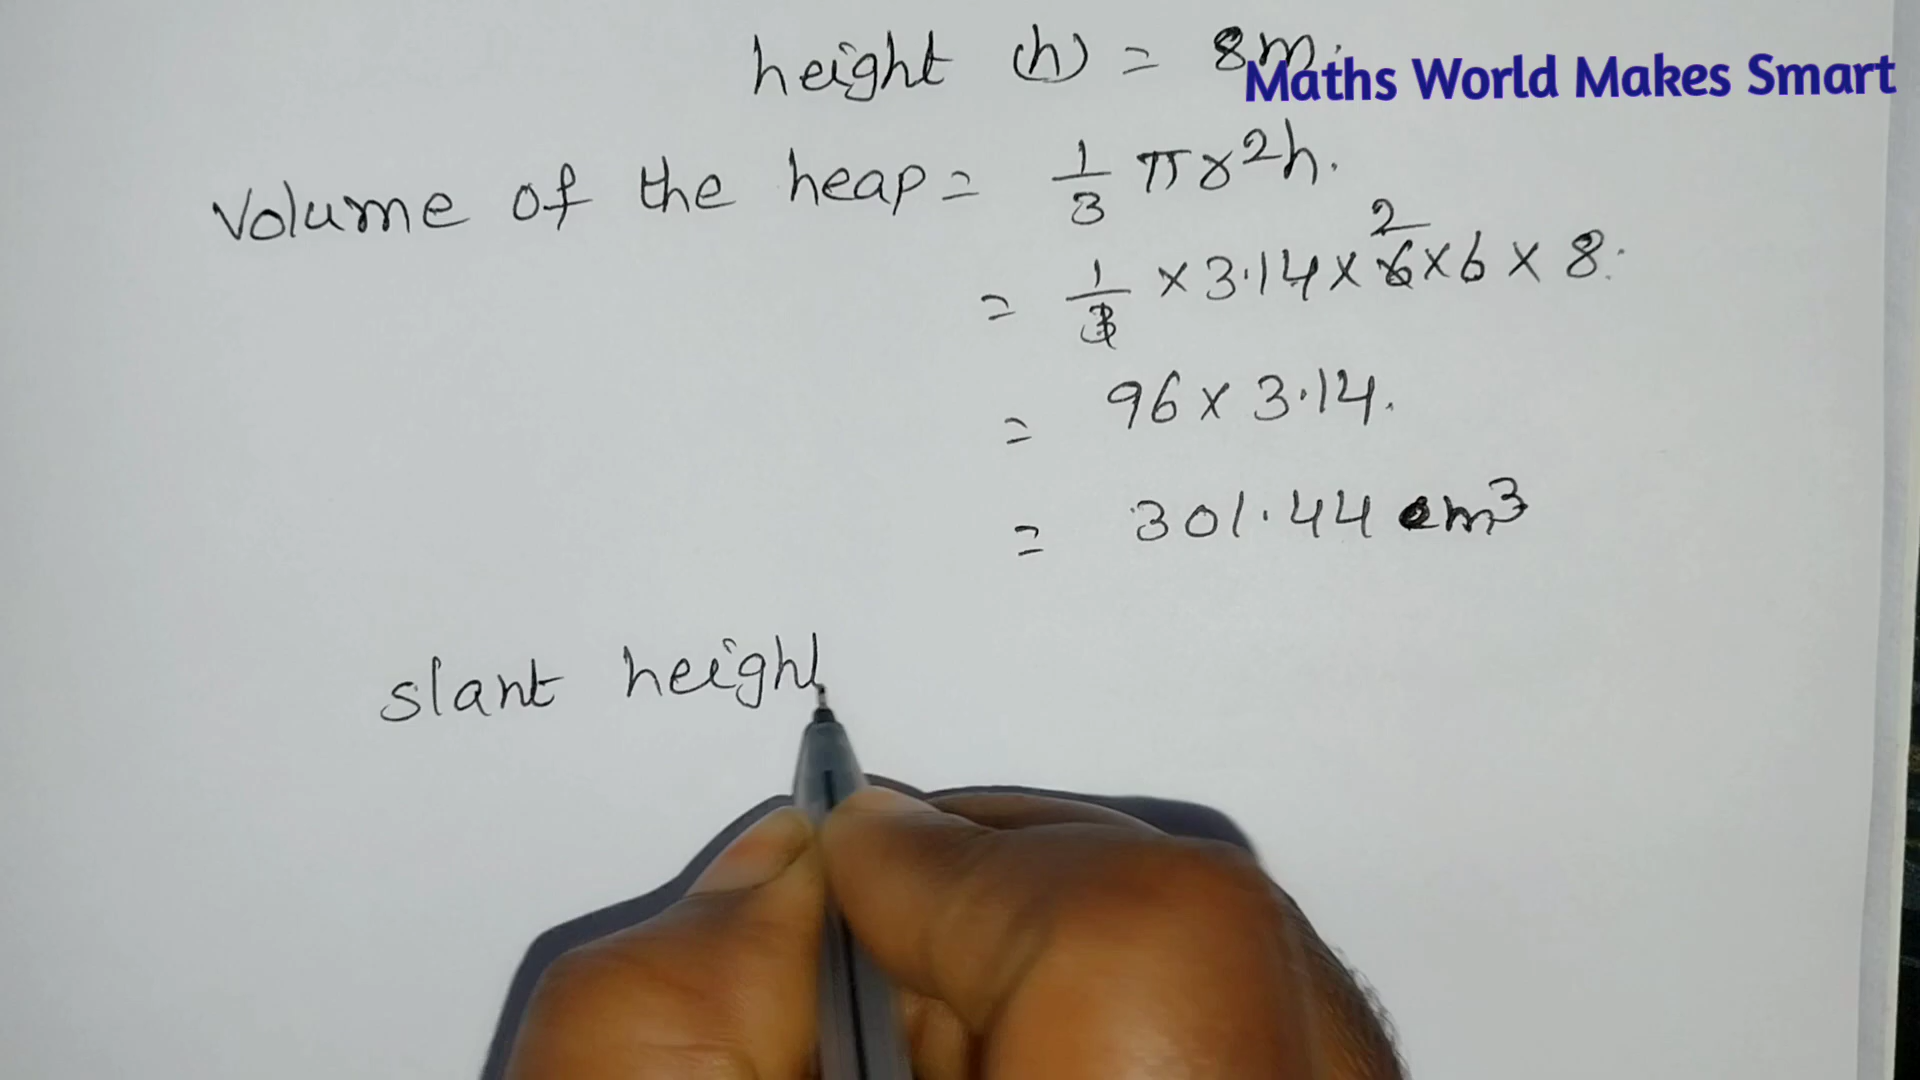 height (h) = 8m.
Maths World Makes Smart
Volume of the heap = 1/3 πr²h.
= 1/3 × 3.14 × 6 × 6 × 8.
2
= 96 × 3.14.
= 301.44 m³
slant height